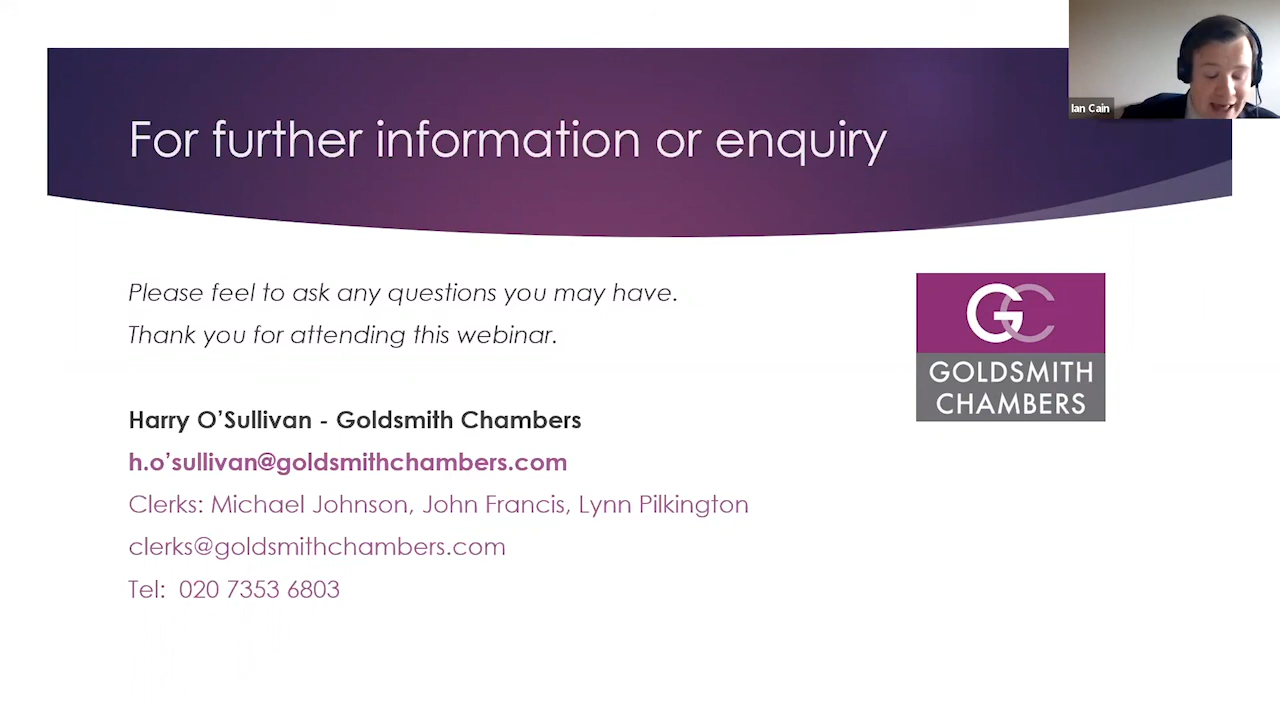 Ian Cain
For further information or enquiry
Please feel to ask any questions you may have.
Thank you for attending this webinar.
GC
GOLDSMITH
CHAMBERS
Harry O’Sullivan - Goldsmith Chambers
h.o’sullivan@goldsmithchambers.com
Clerks: Michael Johnson, John Francis, Lynn Pilkington
clerks@goldsmithchambers.com
Tel:  020 7353 6803